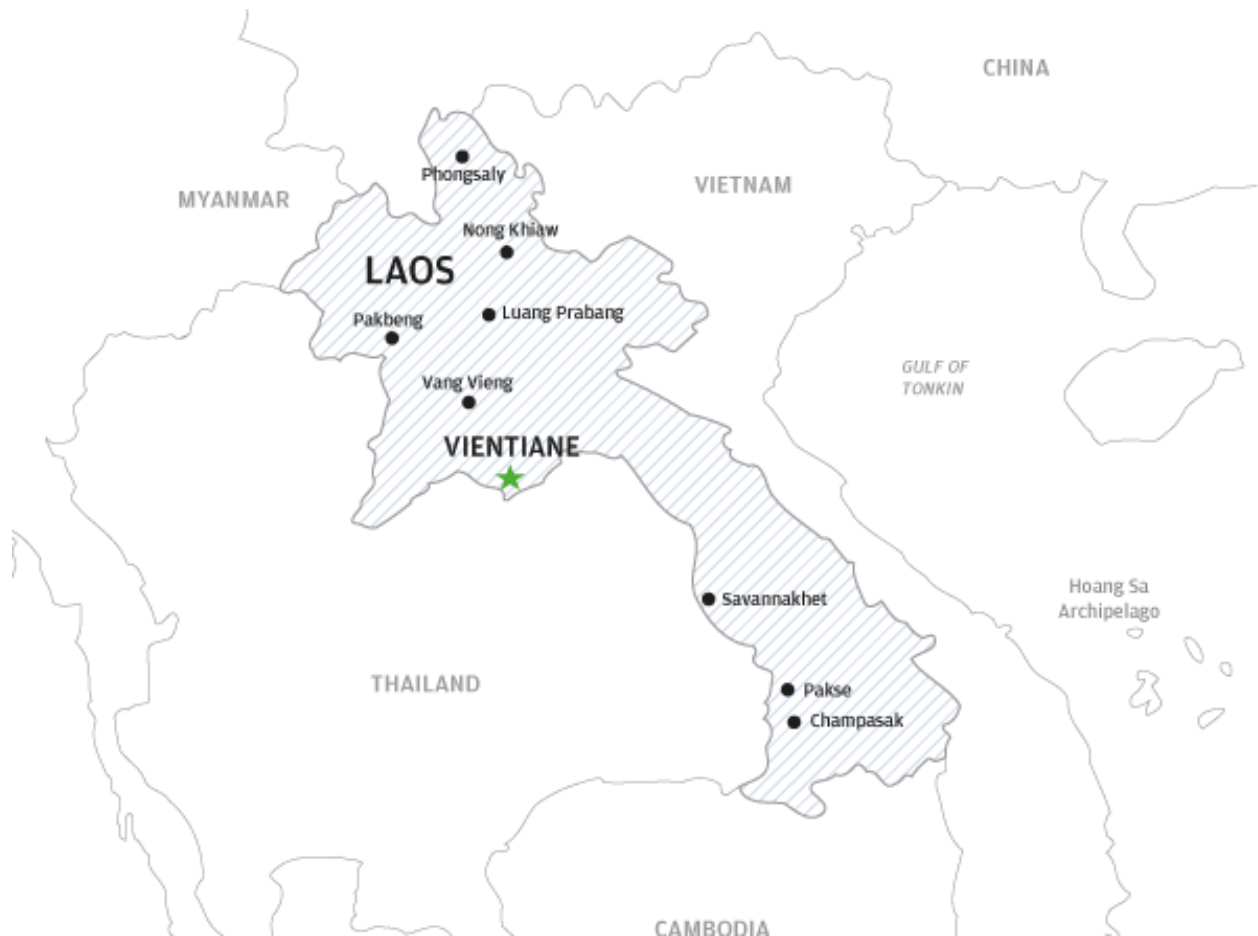 CHINA
Phongsaly
VIETNAM
MYANMAR
Nong Khiaw
LAOS
Luang Prabang
Pakbeng
GULF OF
TONKIN
Vang Vieng
VIENTIANE
Hoang Sa
Archipelago
Savannakhet
THAILAND
Pakse
Champasak
CAMBODIA